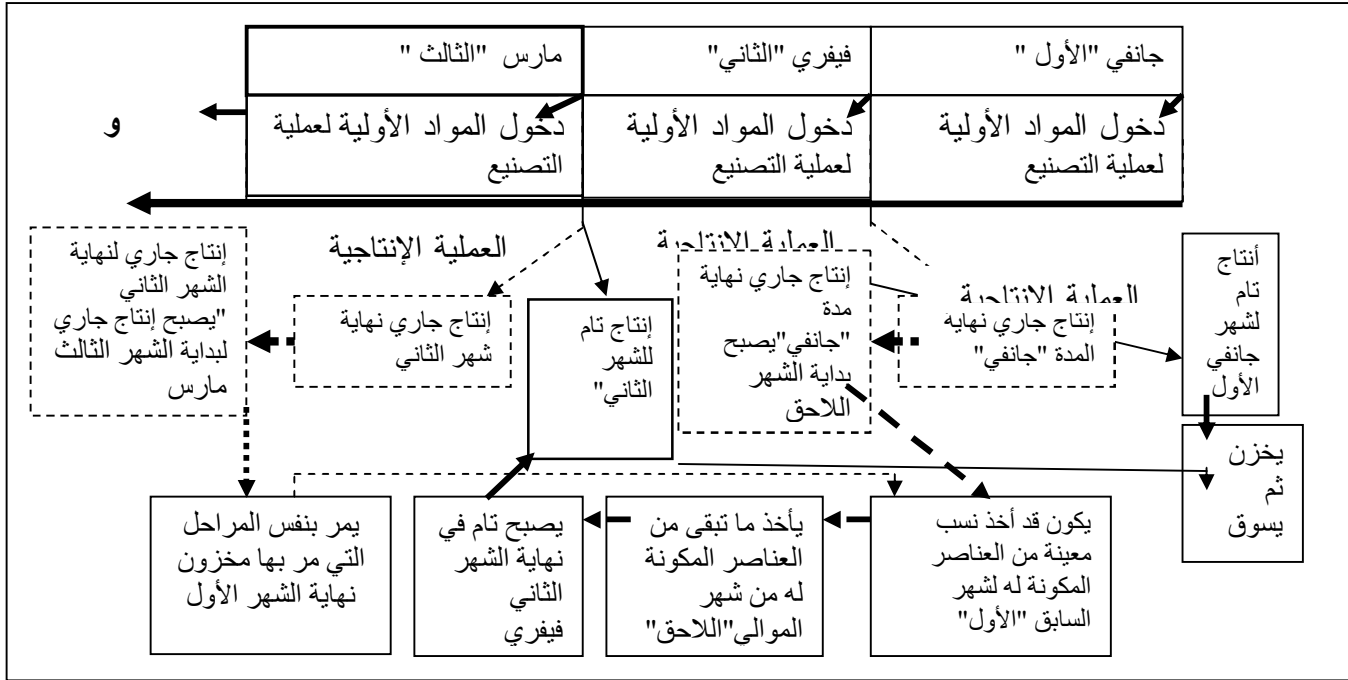 جانفي "الأول "
فيفري "الثاني"
مارس "الثالث "
دخول المواد الأولية
لعملية التصنيع
دخول المواد الأولية
لعملية التصنيع
دخول المواد الأولية لعملية
التصنيع
و
العملية الإنتاجية
العملية الانتاجية
العملية الانتاجية
أنتاج
تام
لشهر
جانفي
الأول
إنتاج جاري نهاية
المدة "جانفي"
إنتاج جاري نهاية
مدة
"جانفي"يصبح
بداية الشهر
اللاحق
إنتاج تام
للشهر
الثاني"
إنتاج جاري نهاية
شهر الثاني
إنتاج جاري لنهاية
الشهر الثاني
"يصبح إنتاج جاري
لبداية الشهر الثالث
مارس
يخزن
ثم
يسوق
يكون قد أخذ نسب
معينة من العناصر
المكونة له لشهر
السابق "الأول"
يأخذ ما تبقى من
العناصر المكونة
له من شهر
الموالي"اللاحق"
يصبح تام في
نهاية الشهر
الثاني
فيفري
يمر بنفس المراحل
التي مر بها مخزون
نهاية الشهر الأول